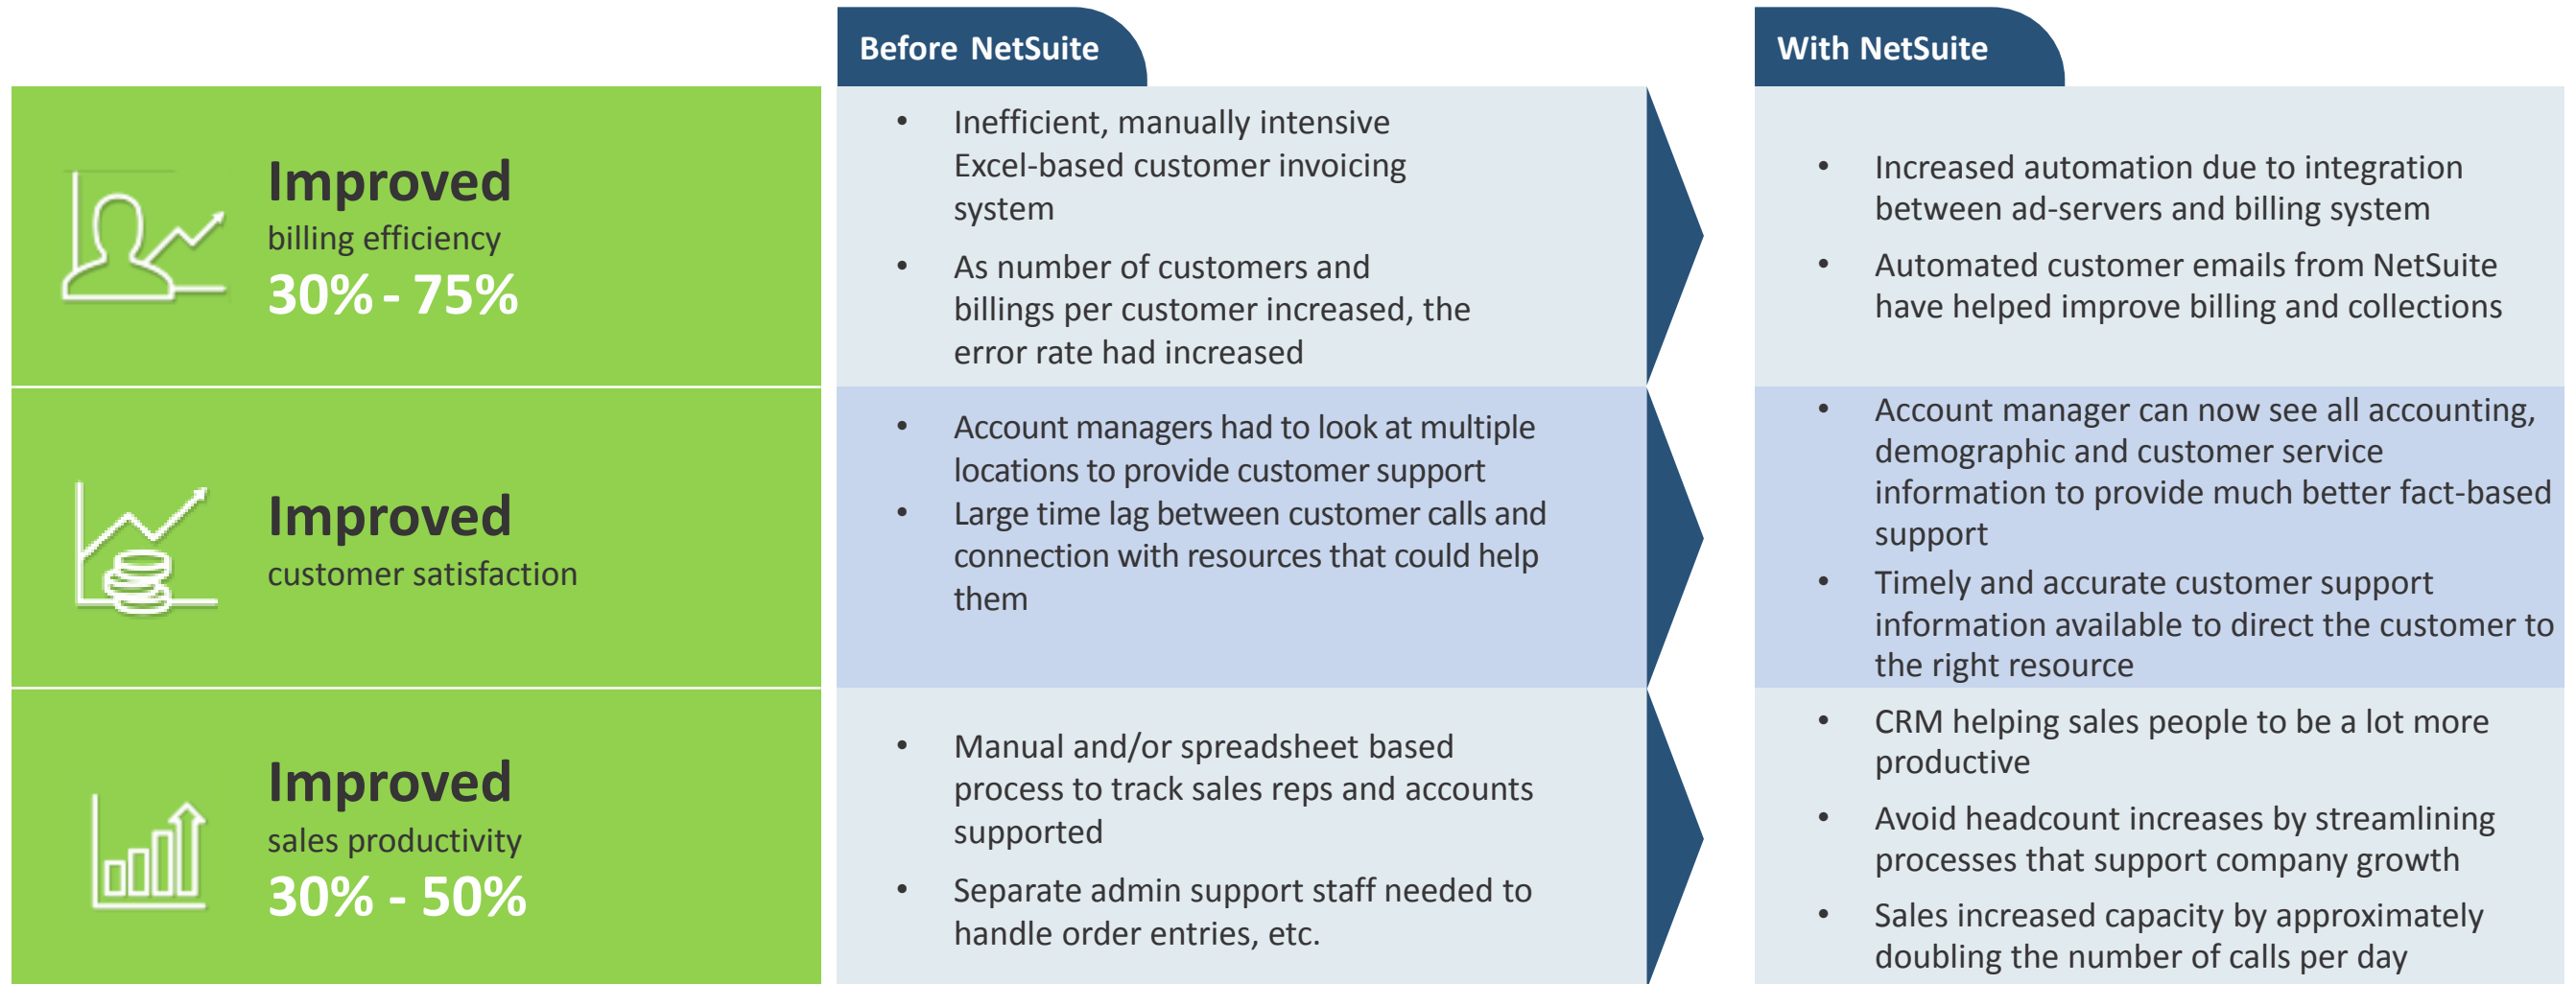 Before NetSuite
With NetSuite
Improved
billing efficiency
30% - 75%
• Inefficient, manually intensive
Excel-based customer invoicing
system
• As number of customers and
billings per customer increased, the
error rate had increased
• Increased automation due to integration
between ad-servers and billing system
• Automated customer emails from NetSuite
have helped improve billing and collections
Improved
customer satisfaction
• Account managers had to look at multiple
locations to provide customer support
• Large time lag between customer calls and
connection with resources that could help
them
• Account manager can now see all accounting,
demographic and customer service
information to provide much better fact-based
support
• Timely and accurate customer support
information available to direct the customer to
the right resource
Improved
sales productivity
30% - 50%
• Manual and/or spreadsheet based
process to track sales reps and accounts
supported
• Separate admin support staff needed to
handle order entries, etc.
• CRM helping sales people to be a lot more
productive
• Avoid headcount increases by streamlining
processes that support company growth
• Sales increased capacity by approximately
doubling the number of calls per day